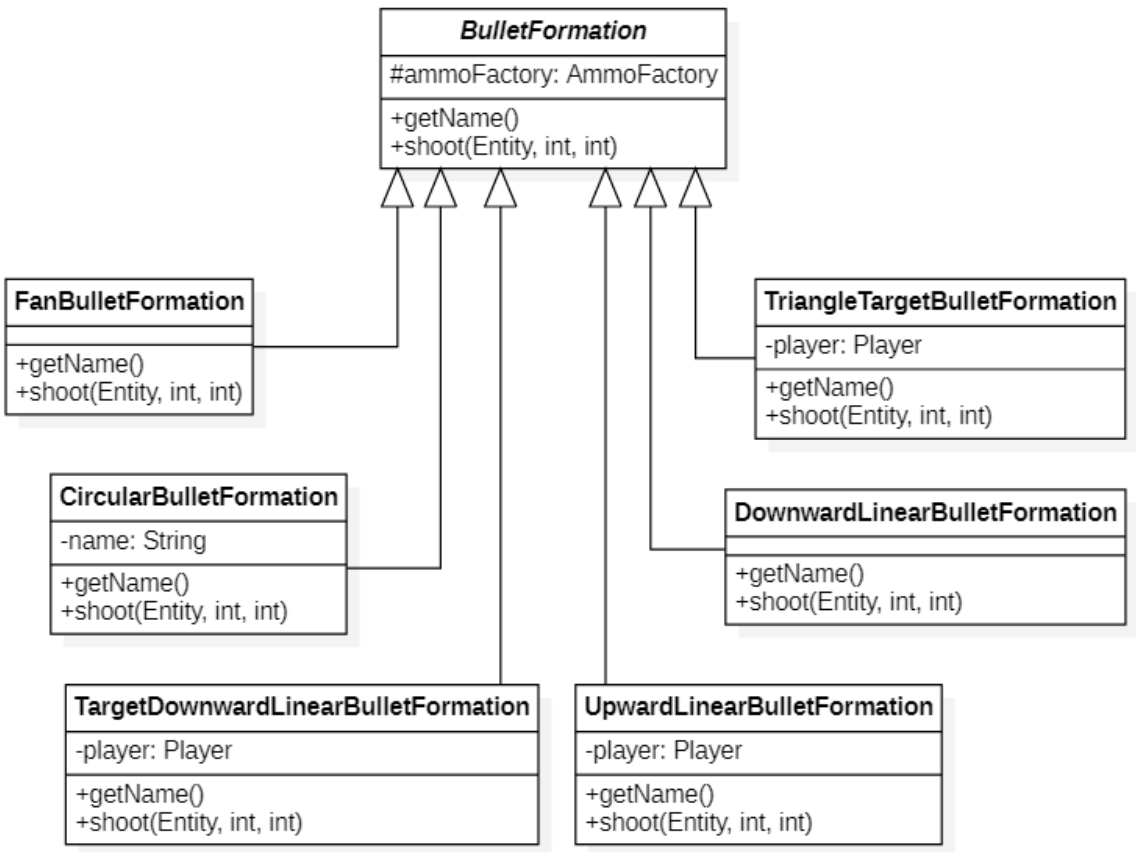 BulletFormation
#ammoFactory: AmmoFactory
+getName()
+shoot(Entity, int, int)
FanBulletFormation
+getName()
+shoot(Entity, int, int)
TriangleTargetBulletFormation
-player: Player
+getName()
+shoot(Entity, int, int)
CircularBulletFormation
-name: String
+getName()
+shoot(Entity, int, int)
DownwardLinearBulletFormation
+getName()
+shoot(Entity, int, int)
TargetDownwardLinearBulletFormation
-player: Player
+getName()
+shoot(Entity, int, int)
UpwardLinearBulletFormation
-player: Player
+getName()
+shoot(Entity, int, int)